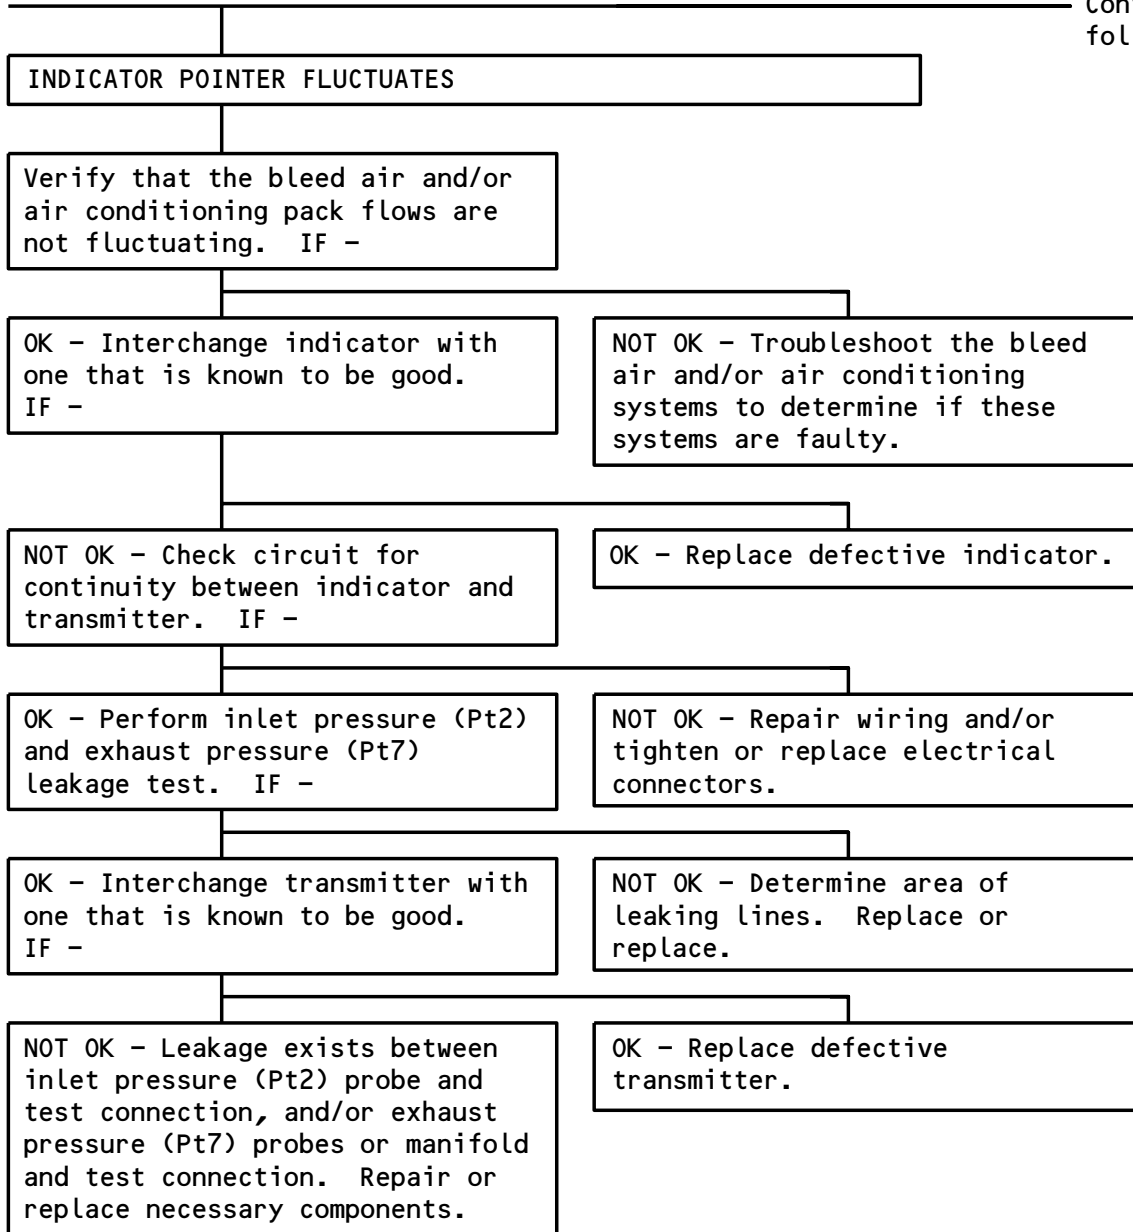 fol
INDICATOR POINTER FLUCTUATES
Verify that the bleed air and/or
air conditioning pack flows are
not fluctuating.  IF –
OK – Interchange indicator with
one that is known to be good.
IF –
NOT OK – Troubleshoot the bleed
air and/or air conditioning
systems to determine if these
systems are faulty.
NOT OK – Check circuit for
continuity between indicator and
transmitter.  IF –
OK – Replace defective indicator.
OK – Perform inlet pressure (Pt2)
and exhaust pressure (Pt7)
leakage test.  IF –
NOT OK – Repair wiring and/or
tighten or replace electrical
connectors.
OK – Interchange transmitter with
one that is known to be good.
IF –
NOT OK – Determine area of
leaking lines.  Replace or
replace.
NOT OK – Leakage exists between
inlet pressure (Pt2) probe and
test connection, and/or exhaust
pressure (Pt7) probes or manifold
and test connection.  Repair or
replace necessary components.
OK – Replace defective
transmitter.